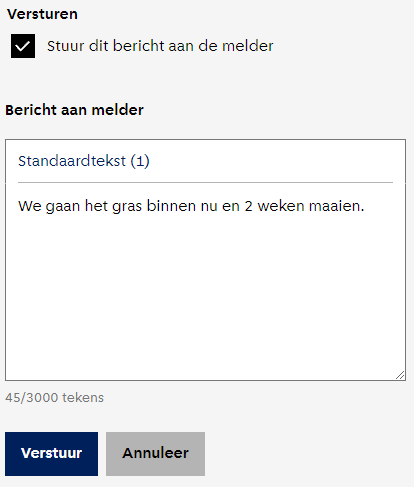 Versturen
Stuur dit bericht aan de melder
Bericht aan melder
Standaardtekst (1)
We gaan het gras binnen nu en 2 weken maaien.
45/3000 tekens
Verstuur
Annuleer